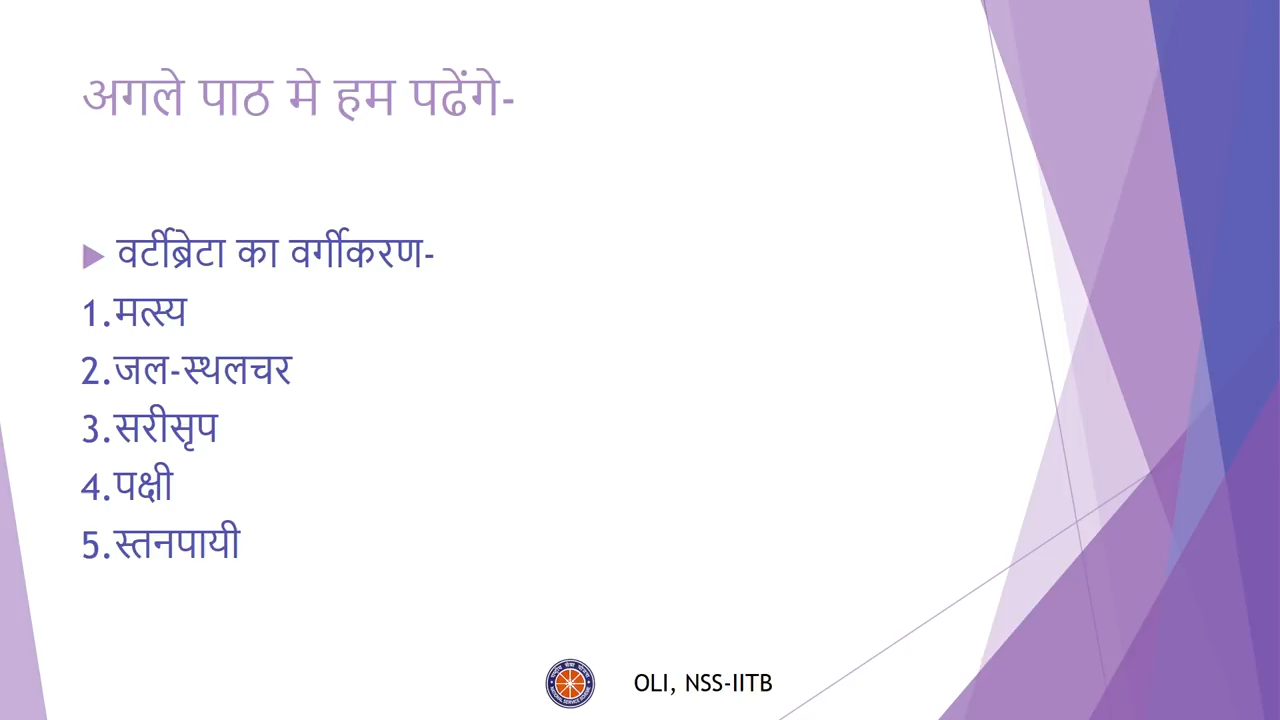 अगले पाठ मे हम पढेंगे-
वर्टीब्रेटा का वर्गीकरण-
1.मत्स्य
2.जल-स्थलचर
3.सरीसृप
4.पक्षी
5.स्तनपायी
OLI, NSS-IITB